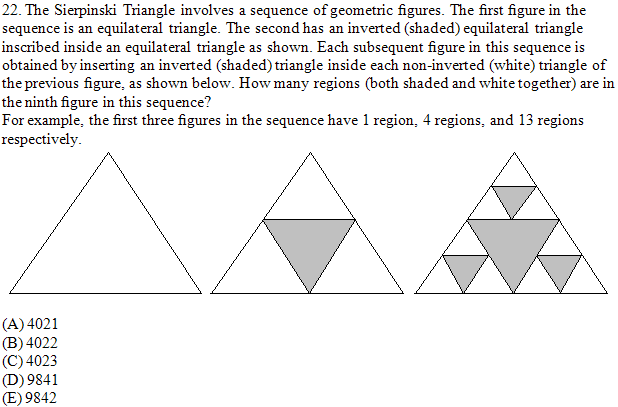 22. The Sierpinski Triangle involves a sequence of geometric figures. The first figure in the
sequence is an equilateral triangle. The second has an inverted (shaded) equilateral triangle
inscribed inside an equilateral triangle as shown. Each subsequent figure in this sequence is
obtained by inserting an inverted (shaded) triangle inside each non-inverted (white) triangle of
the previous figure, as shown below. How many regions (both shaded and white together) are in
the ninth figure in this sequence?
For example, the first three figures in the sequence have 1 region, 4 regions, and 13 regions
respectively.
(A) 4021
(B) 4022
(C) 4023
(D) 9841
(E) 9842